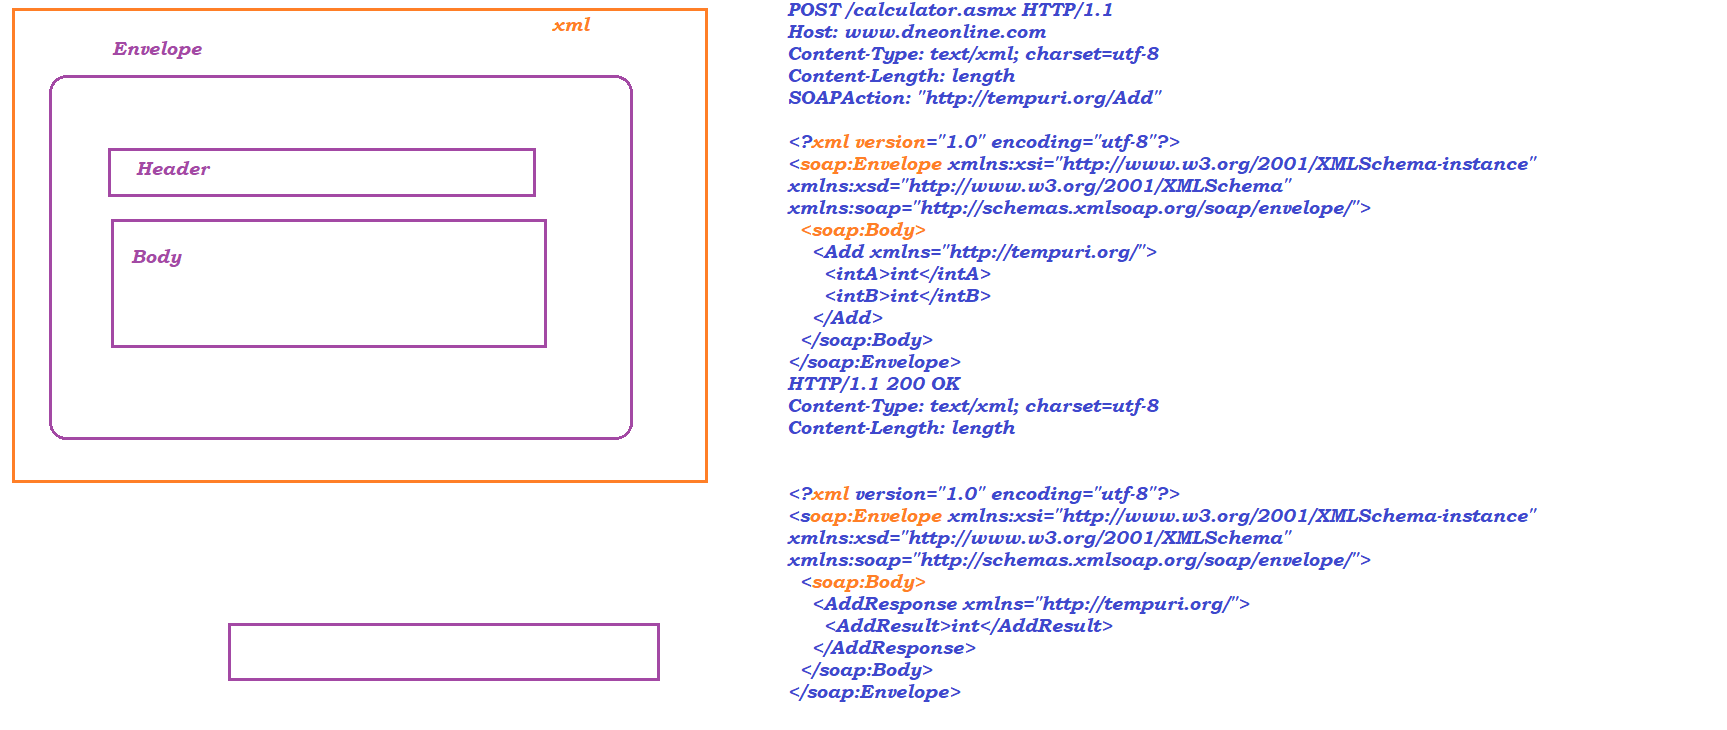 xml
Envelope
Header
Body
POST /calculator.asmx HTTP/1.1
Host: www.dneonline.com
Content-Type: text/xml; charset=utf-8
Content-Length: length
SOAPAction: "http://tempuri.org/Add"
<?xml version="1.0" encoding="utf-8"?>
<soap:Envelope xmlns:xsi="http://www.w3.org/2001/XMLSchema-instance"
xmlns:xsd="http://www.w3.org/2001/XMLSchema"
xmlns:soap="http://schemas.xmlsoap.org/soap/envelope/">
<soap:Body>
<Add xmlns="http://tempuri.org/">
<intA>int</intA>
<intB>int</intB>
</Add>
</soap:Body>
</soap:Envelope>
HTTP/1.1 200 OK
Content-Type: text/xml; charset=utf-8
Content-Length: length
<?xml version="1.0" encoding="utf-8"?>
<soap:Envelope xmlns:xsi="http://www.w3.org/2001/XMLSchema-instance"
xmlns:xsd="http://www.w3.org/2001/XMLSchema"
xmlns:soap="http://schemas.xmlsoap.org/soap/envelope/">
<soap:Body>
<AddResponse xmlns="http://tempuri.org/">
<AddResult>int</AddResult>
</AddResponse>
</soap:Body>
</soap:Envelope>